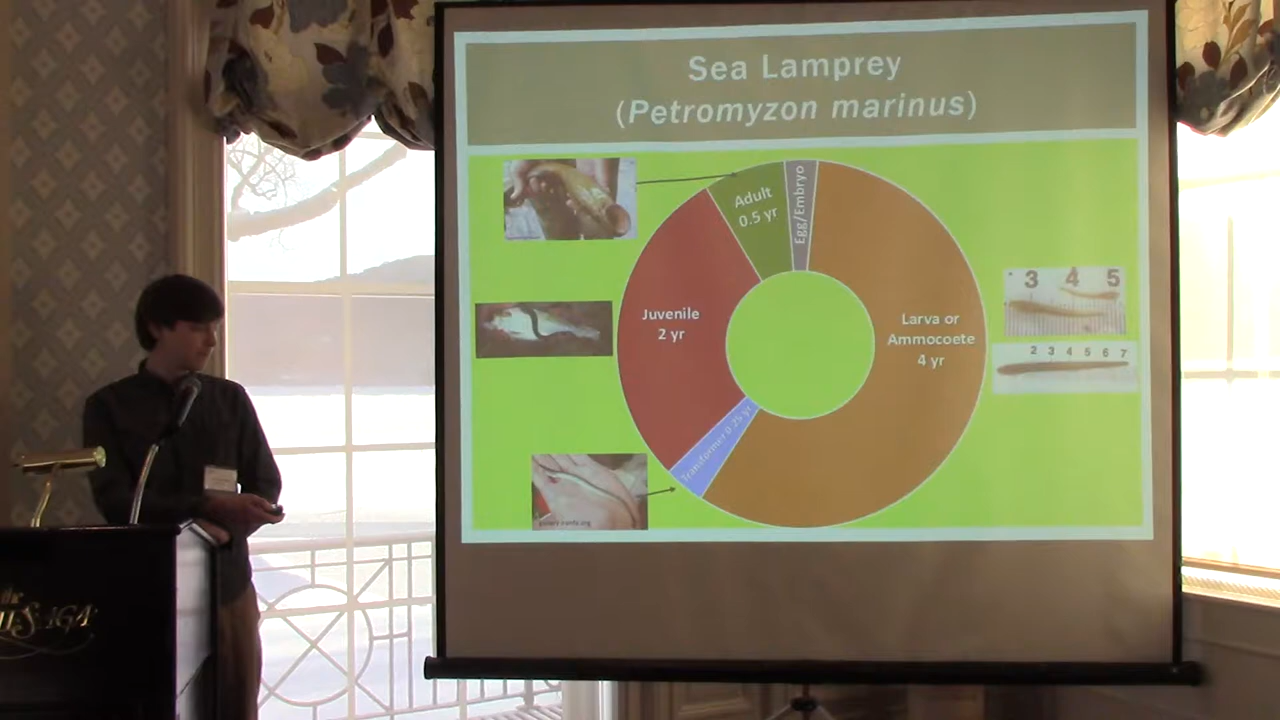 Sea Lamprey
(Petromyzon marinus)
Adult
0.5 yr
Egg/Embryo
Juvenile
2 yr
Larva or
Ammocoete
4 yr
Transformer 0.25 yr
3 4 5
2 3 4 5 6 7
the